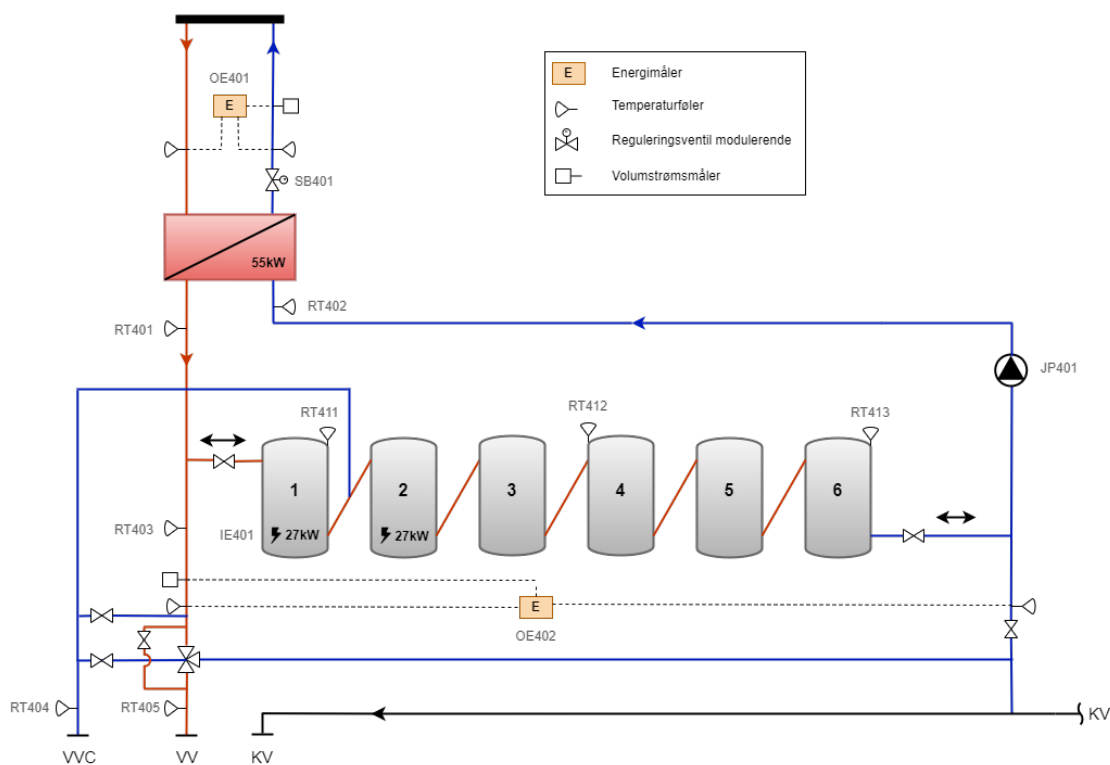 OE401
E
E
Energimåler
Temperaturføler
Reguleringsventil modulerende
Volumstrømsmåler
SB401
55kW
RT402
RT401
JP401
RT411
RT412
RT413
1
2
3
4
5
6
RT403
IE401
27kW
27kW
E
OE402
RT404
RT405
KV
VVC
VV
KV